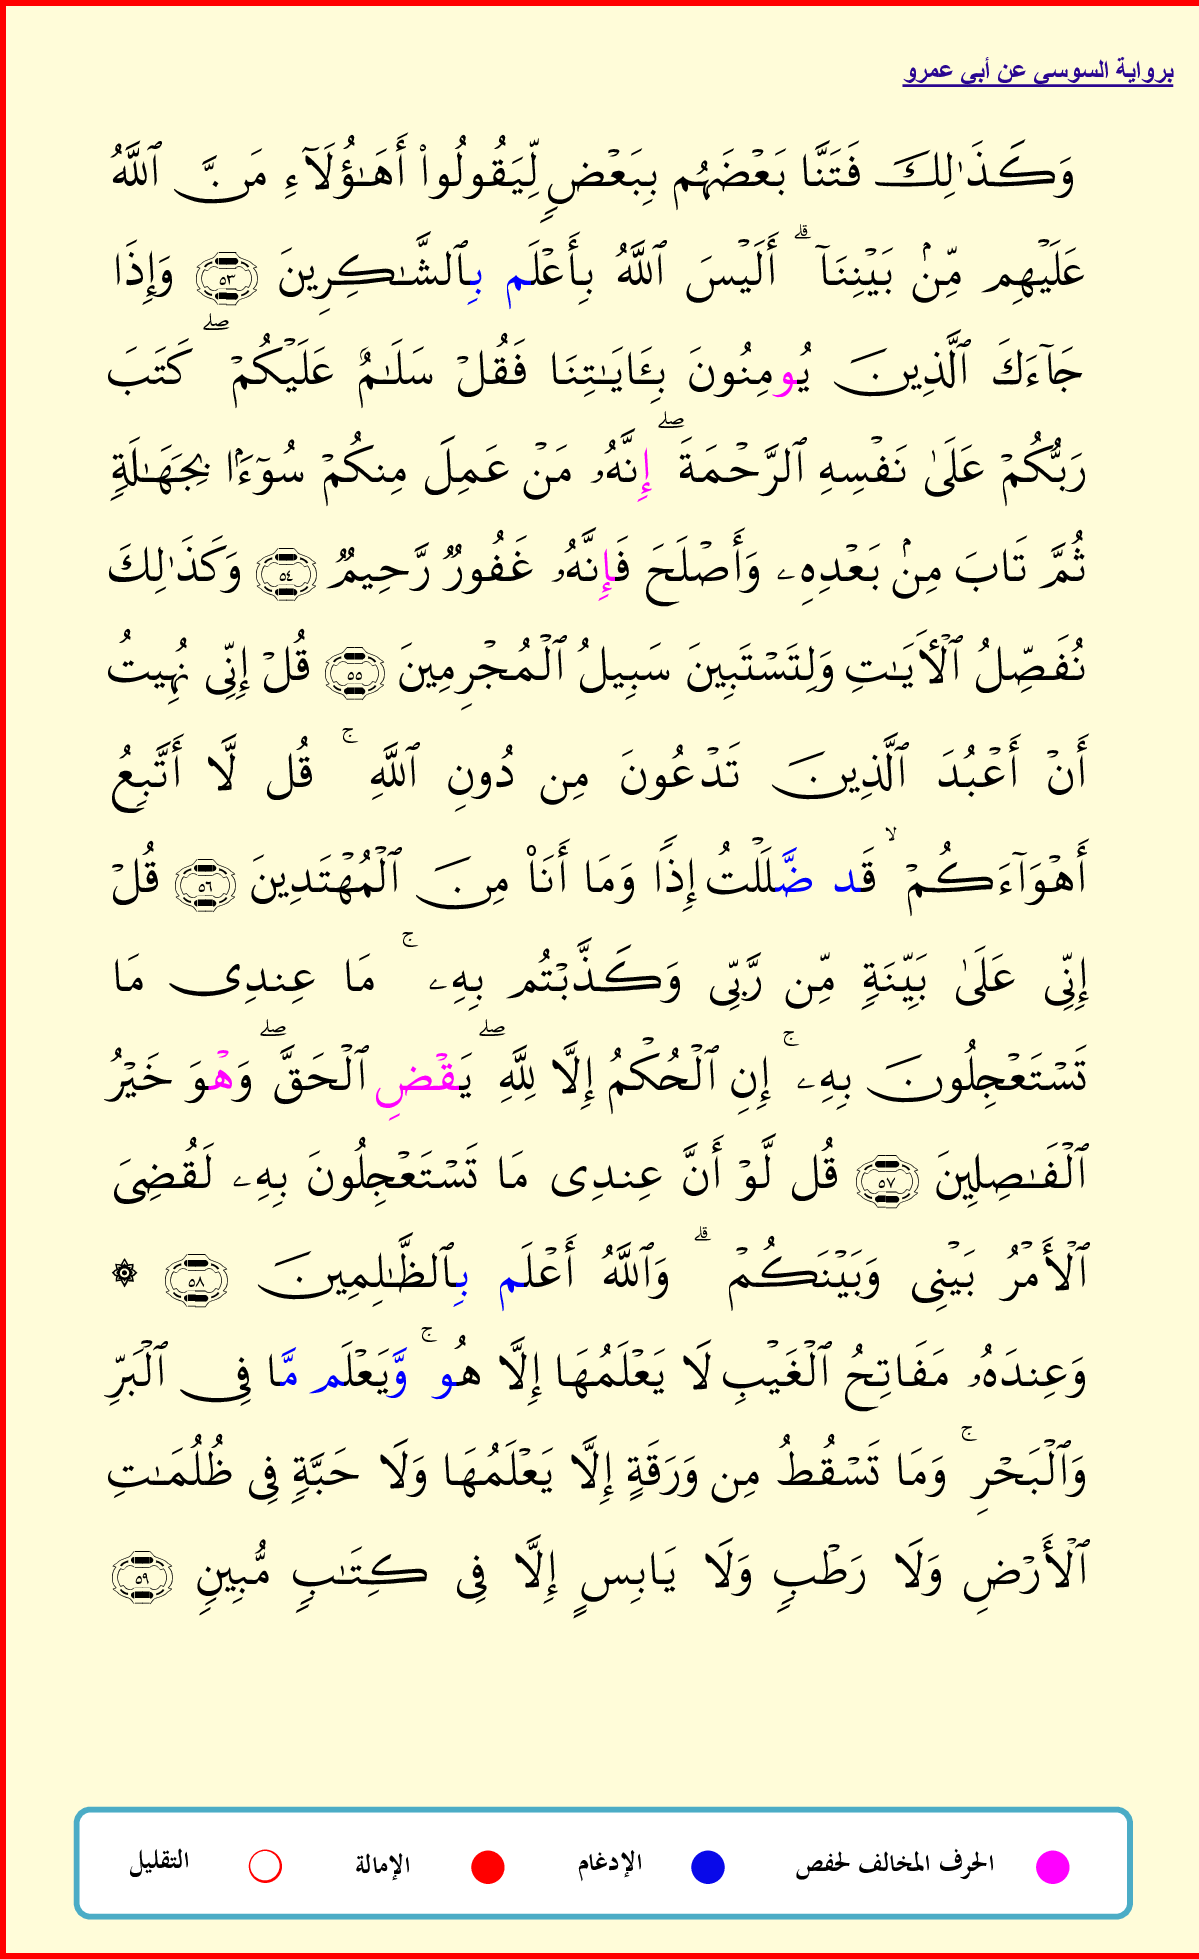 برواية السوسي عن أبي عمرو
وَكَذَٰلِكَ فَتَنَّا بَعْضَهُم بِبَعْضٍ لِّيَقُولُوا۟ أَهَٰٓؤُلَآءِ مَنَّ ٱللَّهُ
عَلَيْهِم مِّنۢ بَيْنِنَآ ۗ أَلَيْسَ ٱللَّهُ بِأَعْلَم بِٱلشَّٰكِرِينَ ٥٣ وَإِذَا
جَآءَكَ ٱلَّذِينَ يُومِنُونَ بِـَٔايَٰتِنَا فَقُلْ سَلَٰمٌ عَلَيْكُمْ ۖ كَتَبَ
رَبُّكُمْ عَلَىٰ نَفْسِهِ ٱلرَّحْمَةَ ۖ إِنَّهُۥ مَنْ عَمِلَ مِنكُمْ سُوٓءًۢا بِجَهَٰلَةٍ
ثُمَّ تَابَ مِنۢ بَعْدِهِۦ وَأَصْلَحَ فَإِنَّهُۥ غَفُورٌ رَّحِيمٌ ٥٤ وَكَذَٰلِكَ
نُفَصِّلُ ٱلْأٓيَٰتِ وَلِتَسْتَبِينَ سَبِيلُ ٱلْمُجْرِمِينَ ٥٥ قُلْ إِنِّى نُهِيتُ
أَنْ أَعْبُدَ ٱلَّذِينَ تَدْعُونَ مِن دُونِ ٱللَّهِ ۚ قُل لَّآ أَتَّبِعُ
أَهْوَآءَكُمْ ۙ قَد ضَّلَلْتُ إِذًا وَمَا أَنَا۠ مِنَ ٱلْمُهْتَدِينَ ٥٦ قُلْ
إِنِّى عَلَىٰ بَيِّنَةٍ مِّن رَّبِّى وَكَذَّبْتُم بِهِۦ ۚ مَا عِندِى مَا
تَسْتَعْجِلُونَ بِهِۦ ۚ إِنِ ٱلْحُكْمُ إِلَّا لِلَّهِ ۖ يَقْضِ ٱلْحَقَّ ۖ وَهْوَ خَيْرُ
ٱلْفَٰصِلِينَ ٥٧ قُل لَّوْ أَنَّ عِندِى مَا تَسْتَعْجِلُونَ بِهِۦ لَقُضِىَ
ٱلْأَمْرُ بَيْنِى وَبَيْنَكُمْ ۗ وَٱللَّهُ أَعْلَم بِٱلظَّٰلِمِينَ ٥٨ ۞
وَعِندَهُۥ مَفَاتِحُ ٱلْغَيْبِ لَا يَعْلَمُهَا إِلَّا هُو ۚ وَّيَعْلَم مَّا فِى ٱلْبَرِّ
وَٱلْبَحْرِ ۚ وَمَا تَسْقُطُ مِن وَرَقَةٍ إِلَّا يَعْلَمُهَا وَلَا حَبَّةٍ فِى ظُلُمَٰتِ
ٱلْأَرْضِ وَلَا رَطْبٍ وَلَا يَابِسٍ إِلَّا فِى كِتَٰبٍ مُّبِينٍ ٥٩
الحرف المخالف لحفص الإدغام الإمالة التقليل